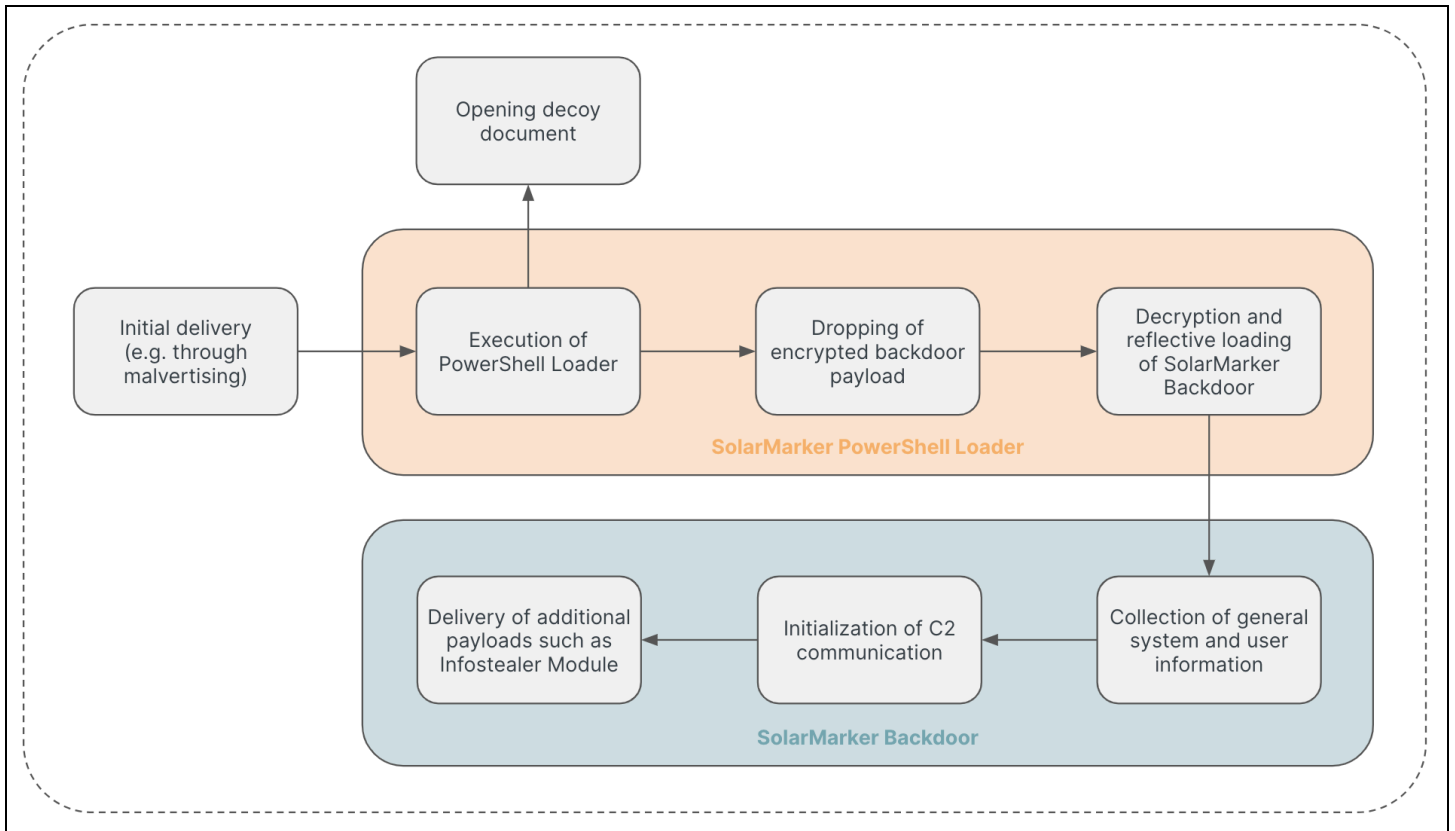 Opening decoy
document
Initial delivery
(e.g. through
malvertising)
Execution of
PowerShell Loader
Dropping of
encrypted backdoor
payload
Decryption and
reflective loading
of SolarMarker
Backdoor
SolarMarker PowerShell Loader
Delivery of additional
payloads such as
Infostealer Module
Initialization of C2
communication
Collection of general
system and user
information
SolarMarker Backdoor